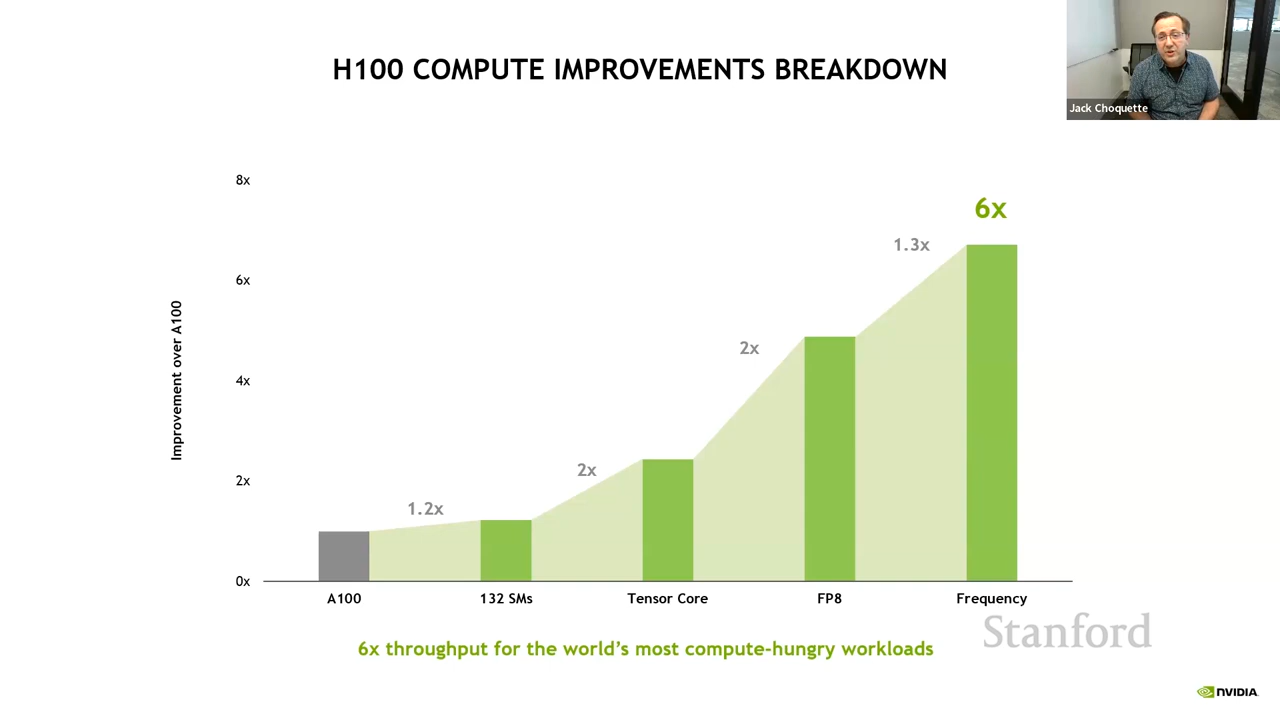 H100 COMPUTE IMPROVEMENTS BREAKDOWN
Jack Choquette
8x
6x
6x
1.3x
Improvement over A100
2x
4x
2x
2x
1.2x
0x
A100
132 SMs
Tensor Core
FP8
Frequency
Stanford
6x throughput for the world's most compute-hungry workloads
NVIDIA